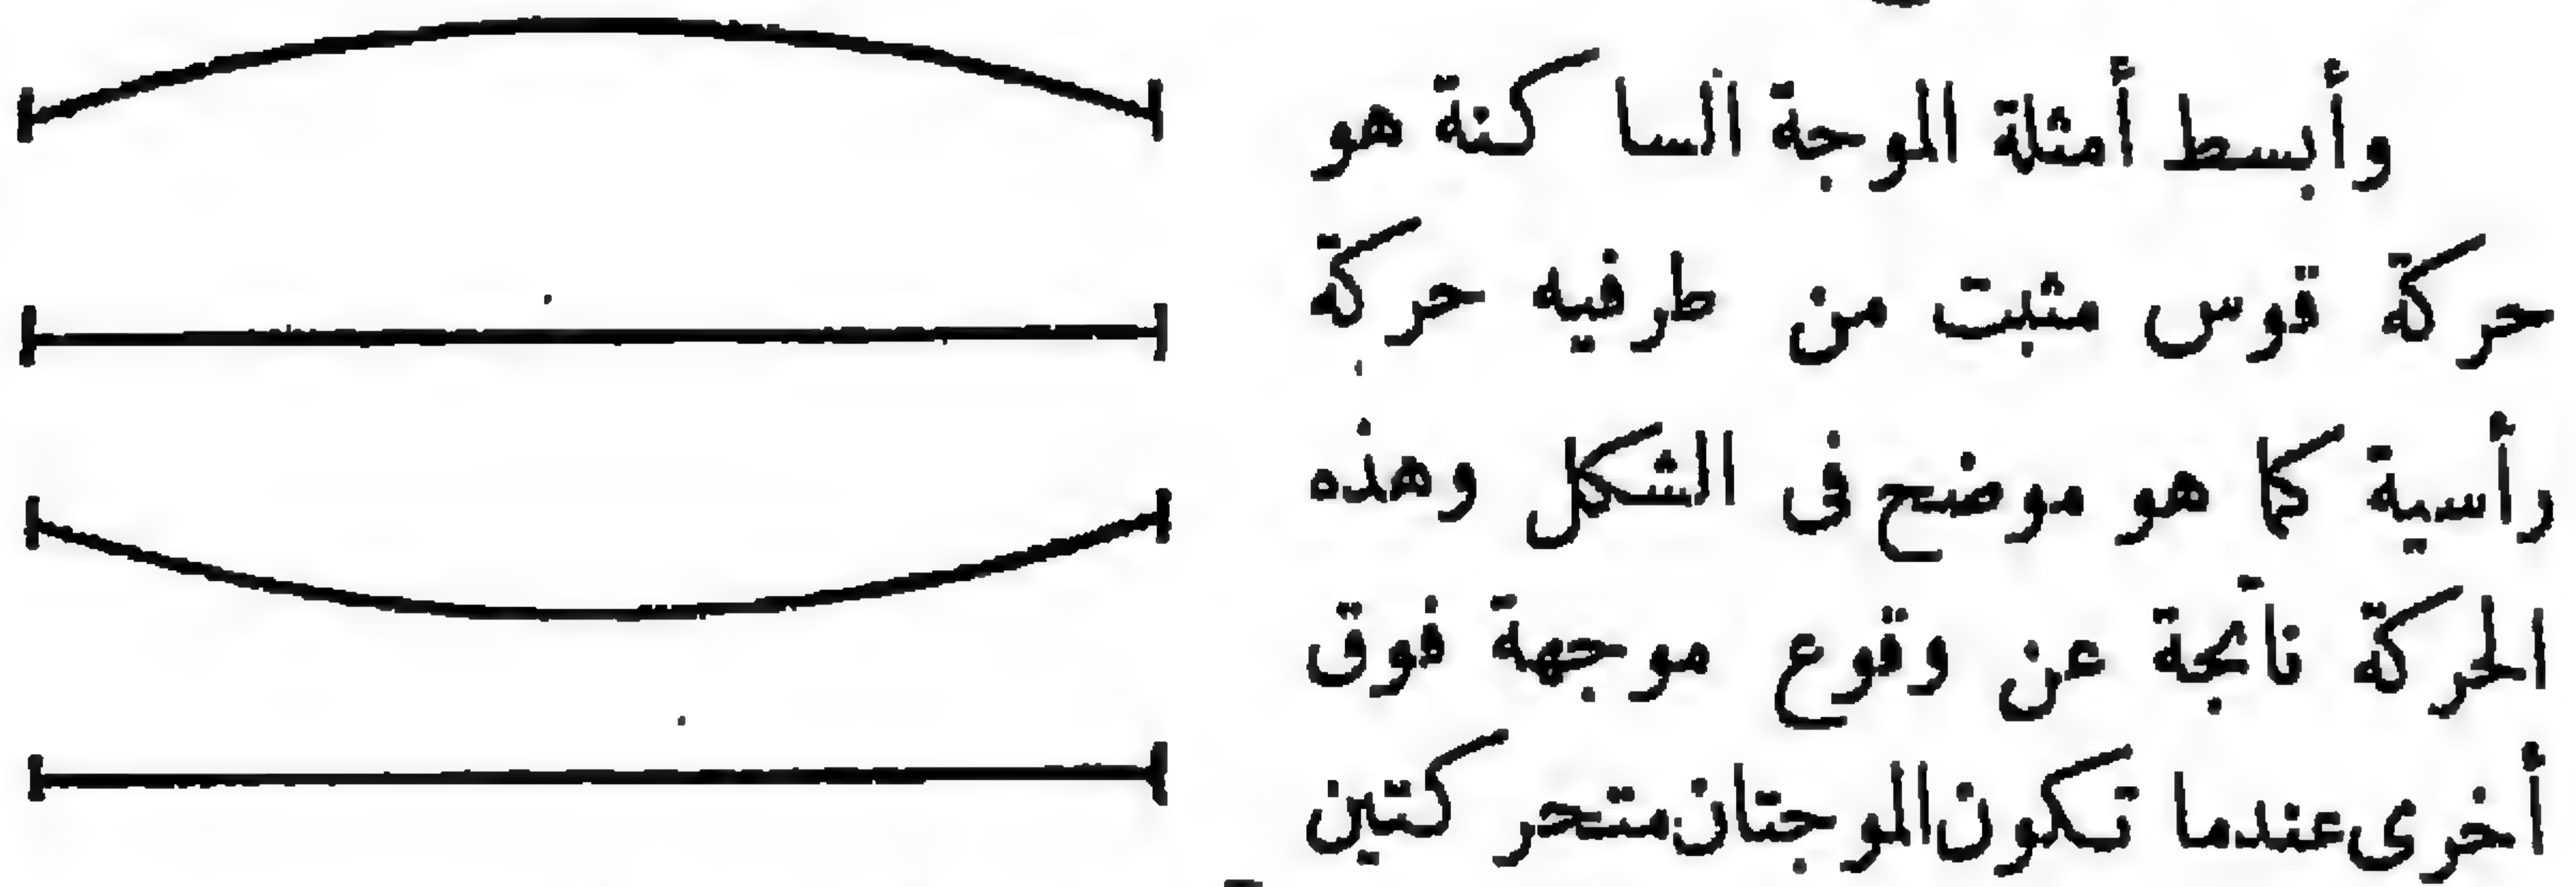 وأبسط أمثلة الموجة الساكنة هو
حركة قوس مثبت من طرفيه حركة
رأسية كما هو موضح فى الشكل وهذه
الحركة ناتجة عن وقوع موجهة فوق
أخرى عندما تكون الموجتان متحركتين